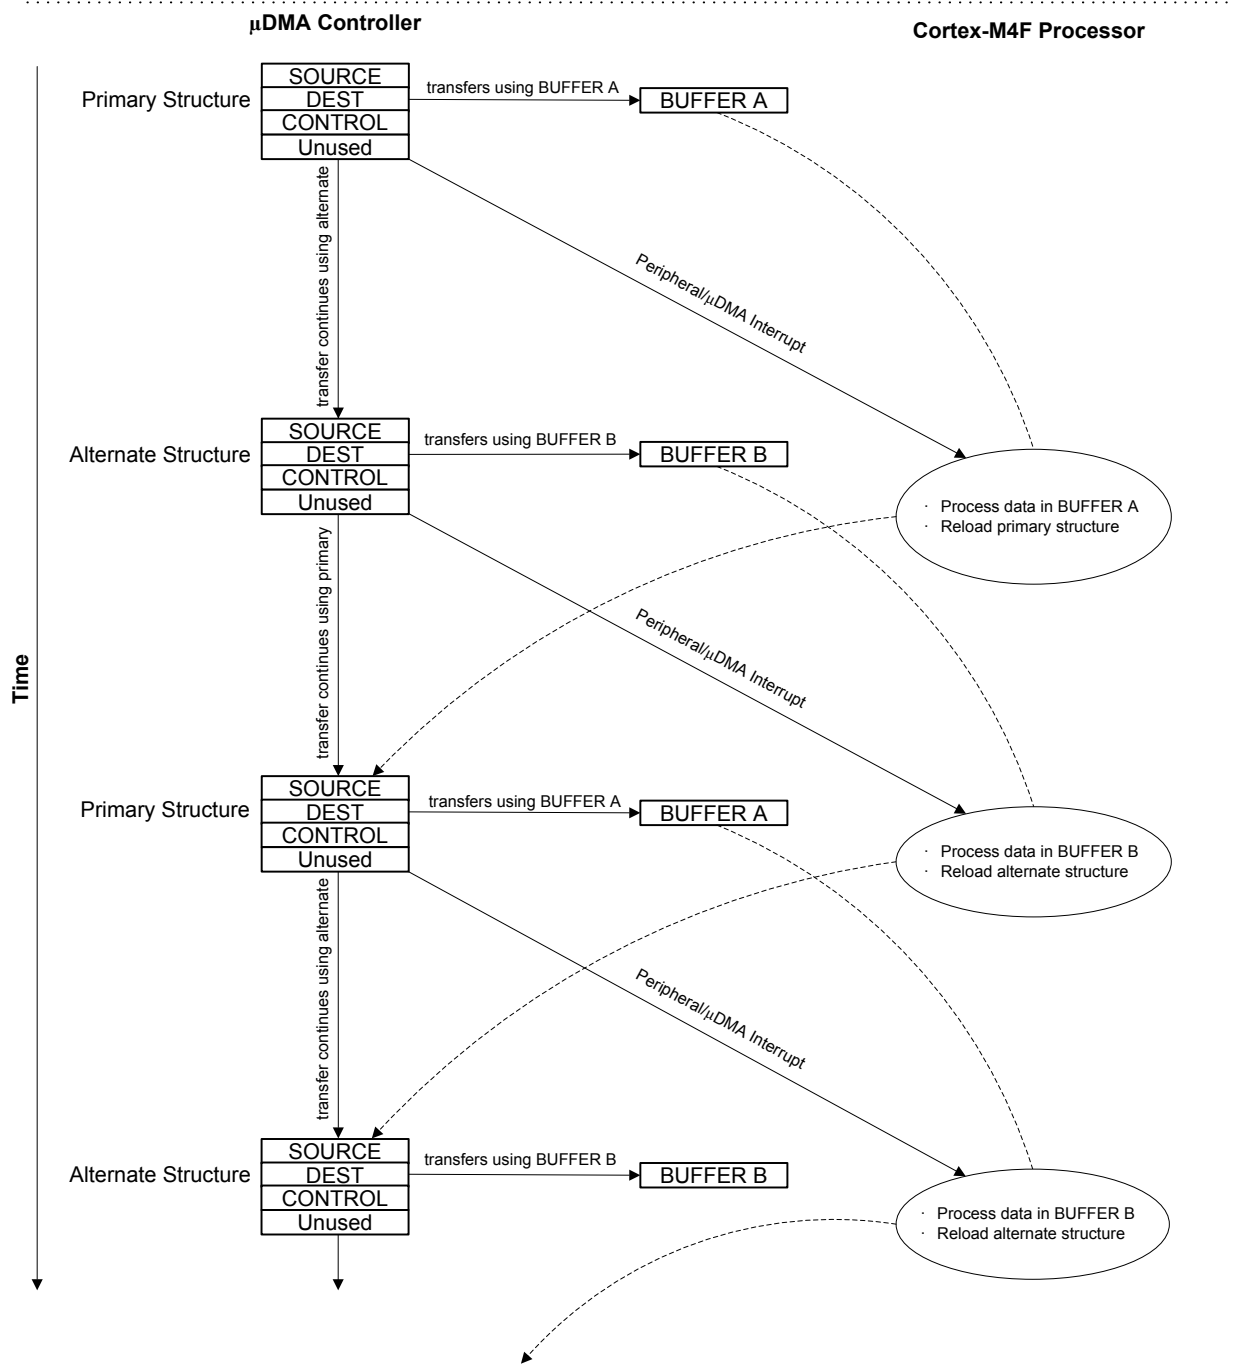 μDMA Controller
Cortex-M4F Processor
Primary Structure
SOURCE
DEST
CONTROL
Unused
transfers using BUFFER A
BUFFER A
transfer continues using alternate
Peripheral/μDMA Interrupt
Alternate Structure
SOURCE
DEST
CONTROL
Unused
transfers using BUFFER B
BUFFER B
· Process data in BUFFER A
· Reload primary structure
transfer continues using primary
Peripheral/μDMA Interrupt
Time
Primary Structure
SOURCE
DEST
CONTROL
Unused
transfers using BUFFER A
BUFFER A
· Process data in BUFFER B
· Reload alternate structure
transfer continues using alternate
Peripheral/μDMA Interrupt
Alternate Structure
SOURCE
DEST
CONTROL
Unused
transfers using BUFFER B
BUFFER B
· Process data in BUFFER B
· Reload alternate structure